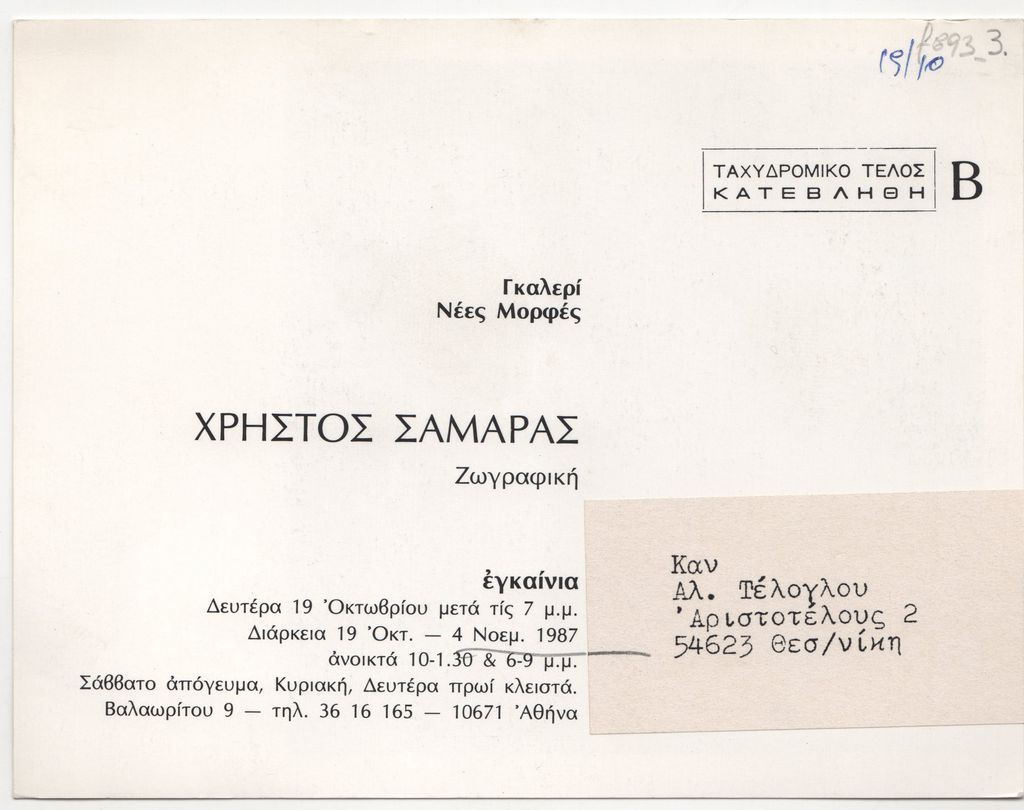 19/10
f893_3.
ΤΑΧΥΔΡΟΜΙΚΟ ΤΕΛΟΣ
ΚΑΤΕΒΛΗΘΗ
Β
Γκαλερί
Νέες Μορφές
ΧΡΗΣΤΟΣ ΣΑΜΑΡΑΣ
Ζωγραφική
ἐγκαίνια
Δευτέρα 19 Ὀκτωβρίου μετά τίς 7 μ.μ.
Διάρκεια 19 Ὀκτ. — 4 Νοεμ. 1987
ἀνοικτά 10-1.30 & 6-9 μ.μ.
Σάββατο ἀπόγευμα, Κυριακή, Δευτέρα πρωί κλειστά.
Βαλαωρίτου 9 — τηλ. 36 16 165 — 10671 Ἀθήνα
Καν
Αλ. Τέλογλου
Ἀριστοτέλους 2
54623 Θεσ/νίκη